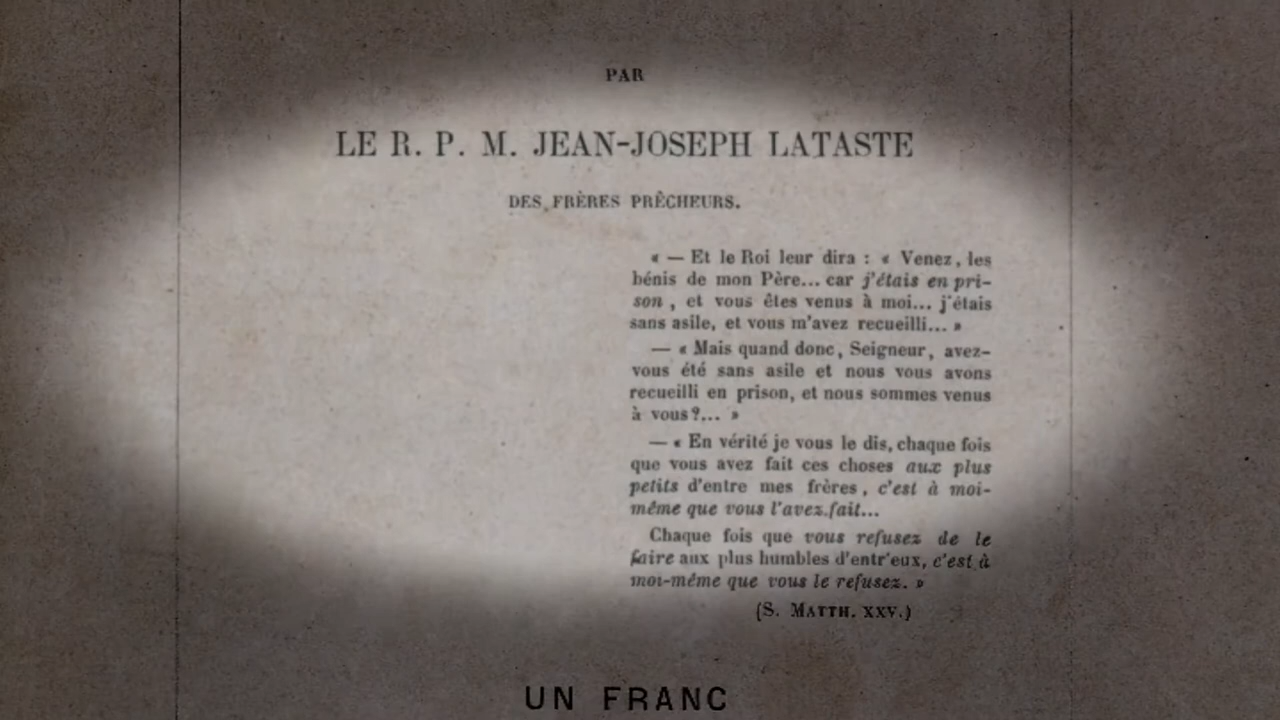 PAR
LE R. P. M. JEAN-JOSEPH LATASTE
DES FRÈRES PRÊCHEURS.
« — Et le Roi leur dira : « Venez, les
bénis de mon Père... car j'étais en pri-
son , et vous êtes venus à moi... j'étais
sans asile, et vous m'avez recueilli... »
— « Mais quand donc, Seigneur, avez-
vous été sans asile et nous vous avons
recueilli en prison, et nous sommes venus
à vous?... »
— « En vérité je vous le dis, chaque fois
que vous avez fait ces choses aux plus
petits d'entre mes frères, c'est à moi-
même que vous l'avez fait...
Chaque fois que vous refusez de le
faire aux plus humbles d'entr'eux, c'est à
moi-même que vous le refusez. »
(S. MATTH. XXV.)
UN FRANC